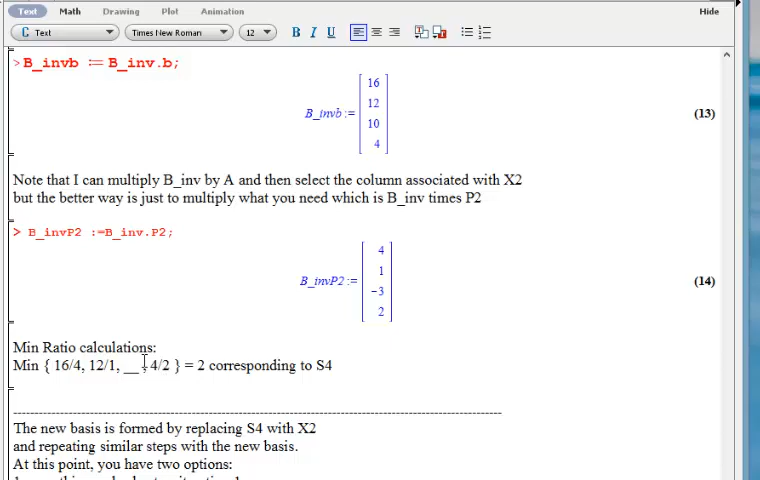 Text Math Drawing Plot Animation Hide
C Text Times New Roman 12 B I U
>B_invb := B_inv.b;
B_invb := [16
12
10
4] (13)
Note that I can multiply B_inv by A and then select the column associated with X2
but the better way is just to multiply what you need which is B_inv times P2
> B_invP2 :=B_inv.P2;
B_invP2 := [4
1
-3
2] (14)
Min Ratio calculations:
Min { 16/4, 12/1, __ , 4/2 } = 2 corresponding to S4
--------------------------------------------------------------------------------
The new basis is formed by replacing S4 with X2
and repeating similar steps with the new basis.
At this point, you have two options: